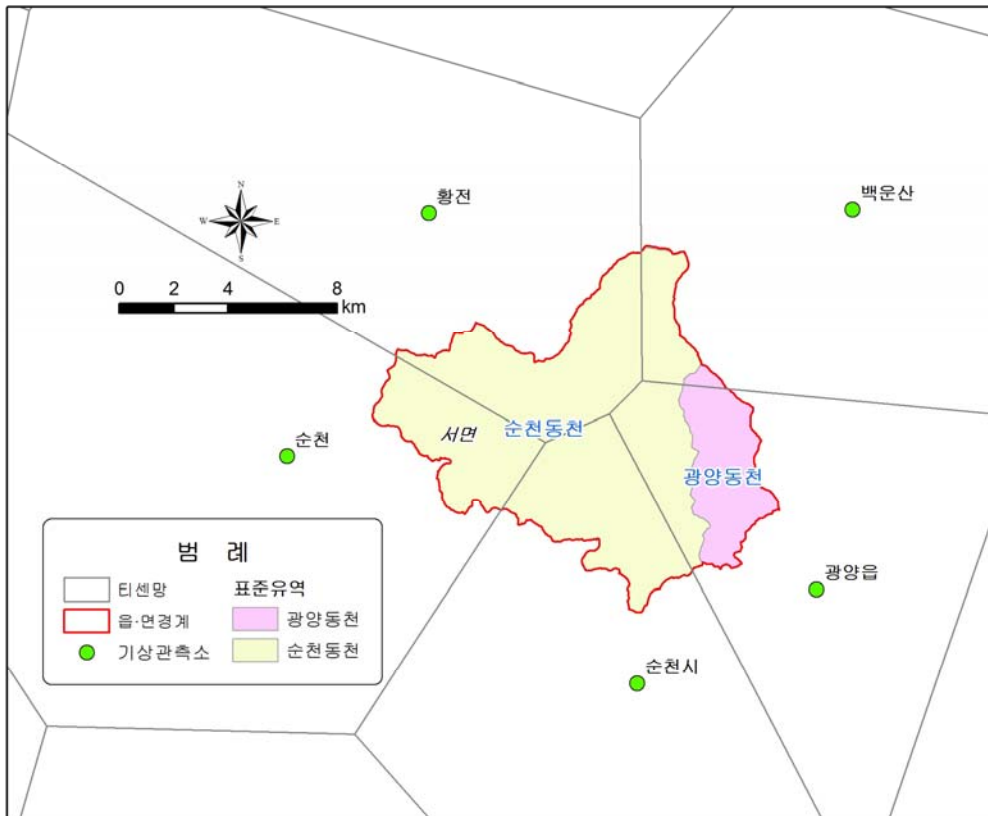 황전
백운산
N
W
E
S
0 2 4 8
km
순천
서면
순천동천
광양동천
광양읍
순천시
범 례
티센망
읍·면경계
기상관측소
표준유역
광양동천
순천동천